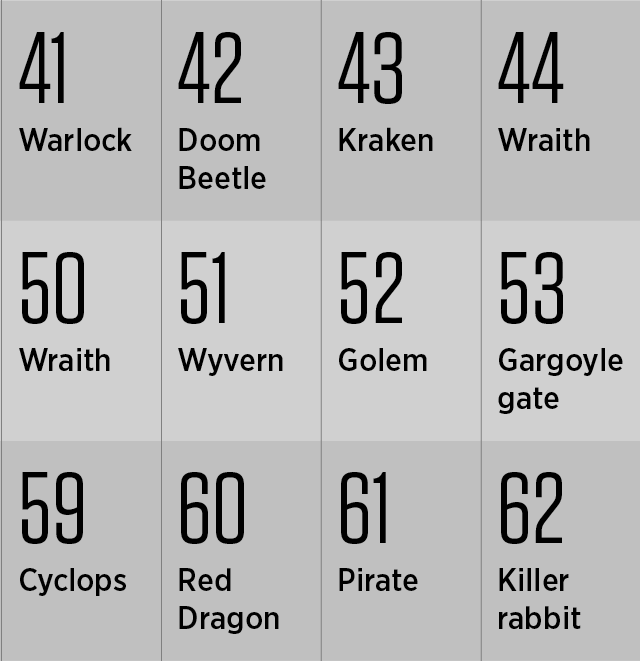 41 42 43 44
Warlock Doom Kraken Wraith
Beetle
50 51 52 53
Wraith Wyvern Golem Gargoyle
gate
59 60 61 62
Cyclops Red Pirate Killer
Dragon rabbit